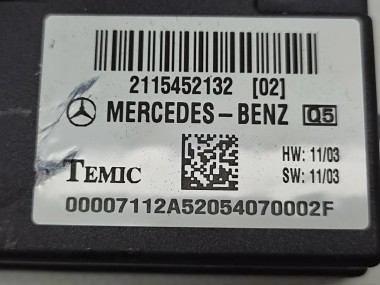 2115452132 [02]
MERCEDES-BENZ Q5
TEMIC
HW: 11/03
SW: 11/03
00007112A52054070002F